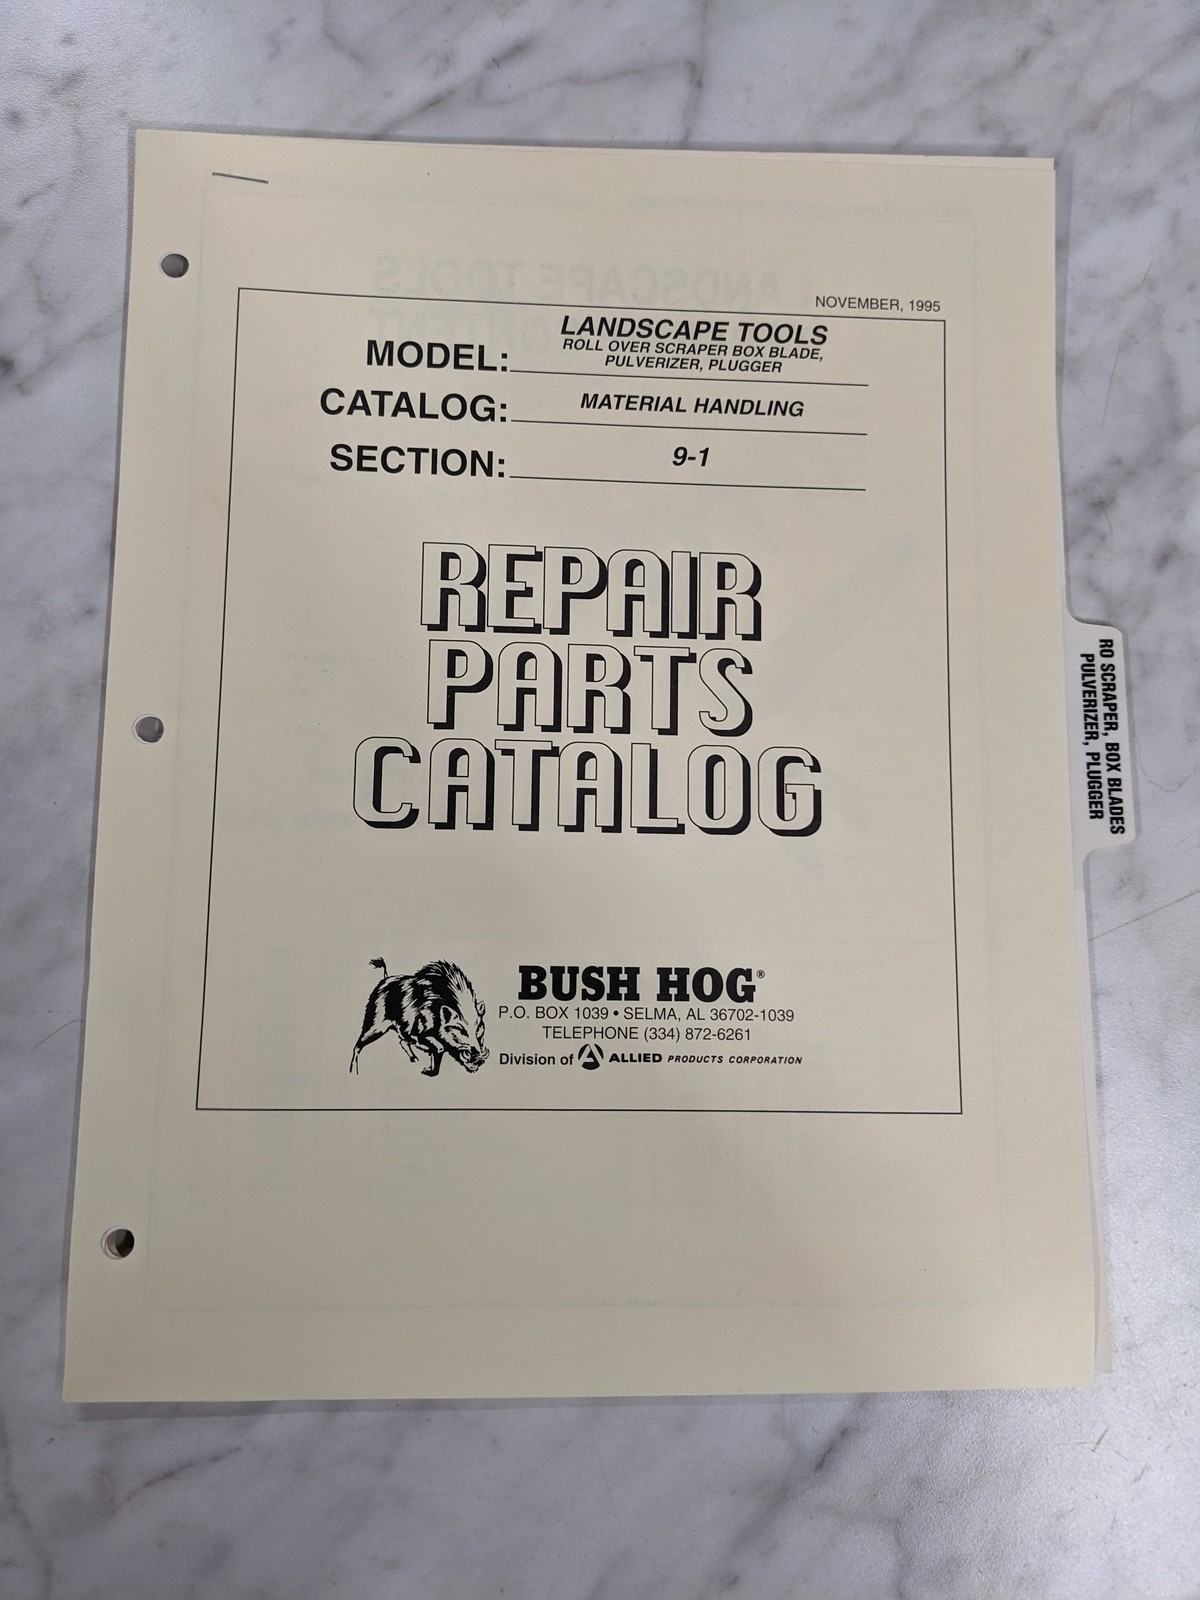 NOVEMBER, 1995
MODEL: LANDSCAPE TOOLS
ROLL OVER SCRAPER BOX BLADE,
PULVERIZER, PLUGGER
CATALOG: MATERIAL HANDLING
SECTION: 9-1
REPAIR
PARTS
CATALOG
BUSH HOG®
P.O. BOX 1039 • SELMA, AL 36702-1039
TELEPHONE (334) 872-6261
Division of ALLIED PRODUCTS CORPORATION
RO SCRAPER, BOX BLADES
PULVERIZER, PLUGGER